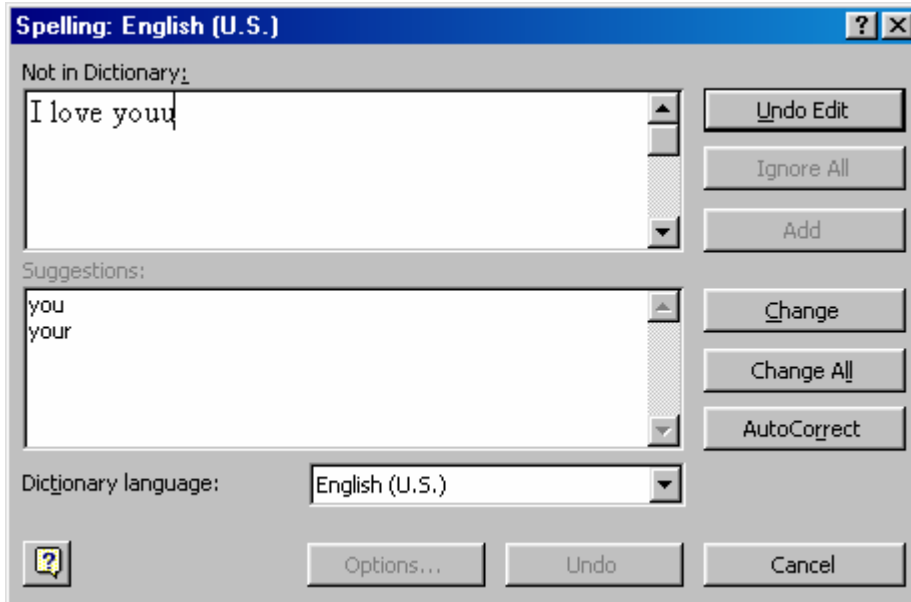 Spelling: English (U.S.)
Not in Dictionary:
I love youu
Undo Edit
Ignore All
Add
Suggestions:
you
your
Change
Change All
AutoCorrect
Dictionary language:
English (U.S.)
Options...
Undo
Cancel